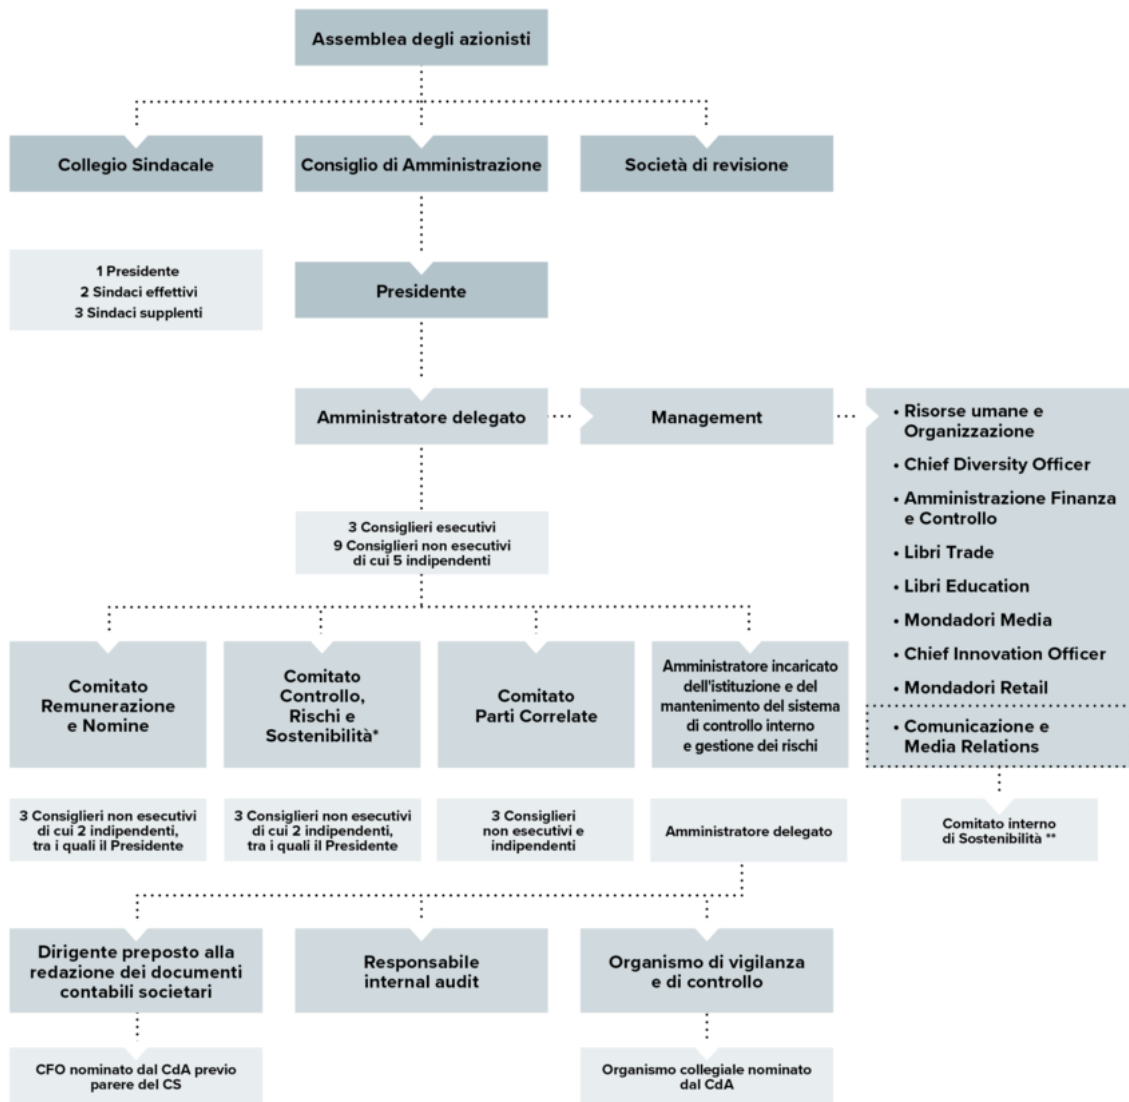 Assemblea degli azionisti
Collegio Sindacale
Consiglio di Amministrazione
Società di revisione
1 Presidente
2 Sindaci effettivi
3 Sindaci supplenti
Presidente
Amministratore delegato
Management
• Risorse umane e
Organizzazione
• Chief Diversity Officer
• Amministrazione Finanza
e Controllo
• Libri Trade
• Libri Education
• Mondadori Media
• Chief Innovation Officer
• Mondadori Retail
• Comunicazione e
Media Relations
3 Consiglieri esecutivi
9 Consiglieri non esecutivi
di cui 5 indipendenti
Comitato
Remunerazione
e Nomine
Comitato
Controllo,
Rischi e
Sostenibilità*
Comitato
Parti Correlate
Amministratore incaricato
dell'istituzione e del
mantenimento del sistema
di controllo interno
e gestione dei rischi
3 Consiglieri non esecutivi
di cui 2 indipendenti,
tra i quali il Presidente
3 Consiglieri non esecutivi
di cui 2 indipendenti,
tra i quali il Presidente
3 Consiglieri
non esecutivi e
indipendenti
Amministratore delegato
Comitato interno
di Sostenibilità **
Dirigente preposto alla
redazione dei documenti
contabili societari
Responsabile
internal audit
Organismo di vigilanza
e di controllo
CFO nominato dal CdA previo
parere del CS
Organismo collegiale nominato
dal CdA